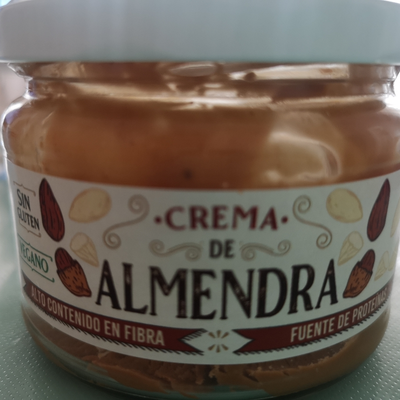 SIN
GLUTEN
VEGANO
·CREMA·
DE
ALMENDRA
ALTO CONTENIDO EN FIBRA
FUENTE DE PROTEÍNAS